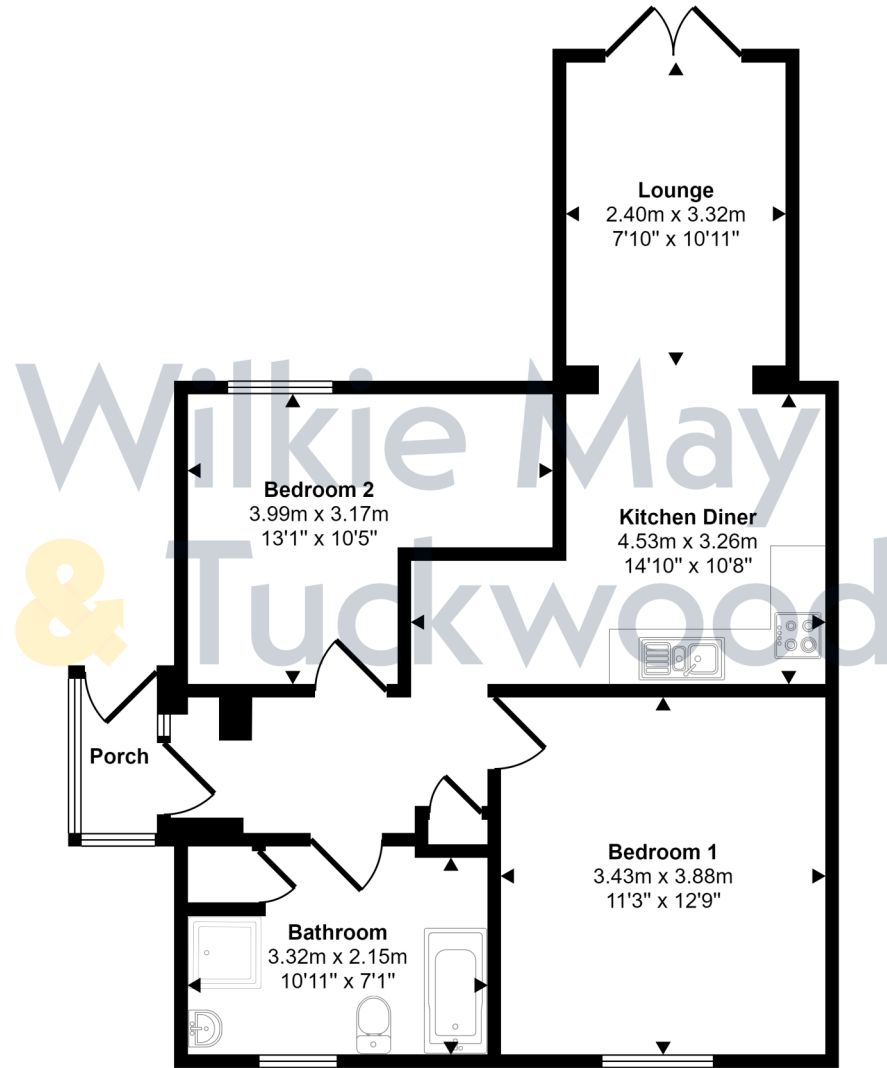 Lounge
2.40m x 3.32m
7'10" x 10'11"
Wilkie May
& Tuckwood
Bedroom 2
3.99m x 3.17m
13'1" x 10'5"
Kitchen Diner
4.53m x 3.26m
14'10" x 10'8"
Porch
Bedroom 1
3.43m x 3.88m
11'3" x 12'9"
Bathroom
3.32m x 2.15m
10'11" x 7'1"